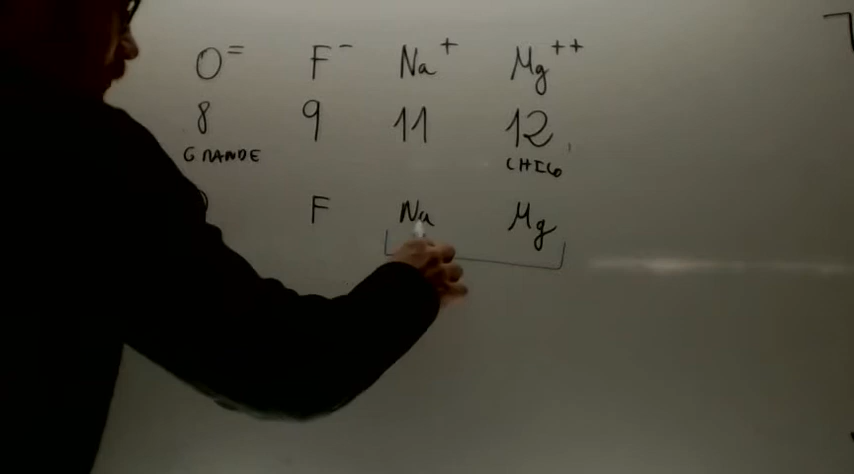 O⁼ F⁻ Na⁺ Mg⁺⁺
8 9 11 12
GRANDE CHICO
F Na Mg